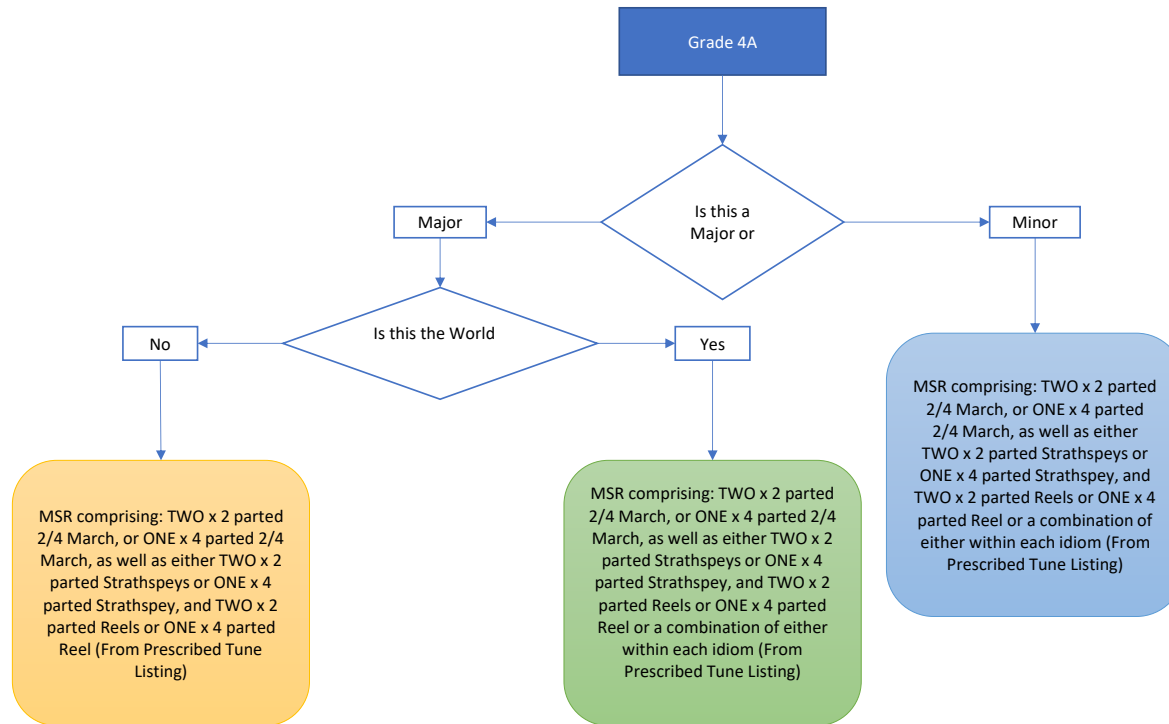 Grade 4A
Is this a
Major or
Major
Minor
Is this the World
No
Yes
MSR comprising: TWO x 2 parted
2/4 March, or ONE x 4 parted
2/4 March, as well as either
TWO x 2 parted Strathspeys or
ONE x 4 parted Strathspey, and
TWO x 2 parted Reels or ONE x 4
parted Reel or a combination of
either within each idiom (From
Prescribed Tune Listing)
MSR comprising: TWO x 2 parted
2/4 March, or ONE x 4 parted 2/4
March, as well as either TWO x 2
parted Strathspeys or ONE x 4
parted Strathspey, and TWO x 2
parted Reels or ONE x 4 parted
Reel (From Prescribed Tune
Listing)
MSR comprising: TWO x 2 parted
2/4 March, or ONE x 4 parted 2/4
March, as well as either TWO x 2
parted Strathspeys or ONE x 4
parted Strathspey, and TWO x 2
parted Reels or ONE x 4 parted
Reel or a combination of either
within each idiom (From
Prescribed Tune Listing)